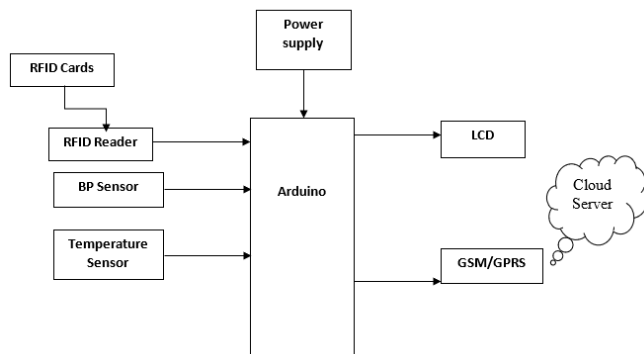 Power
supply
RFID Cards
RFID Reader
LCD
BP Sensor
Arduino
Cloud
Server
Temperature
Sensor
GSM/GPRS